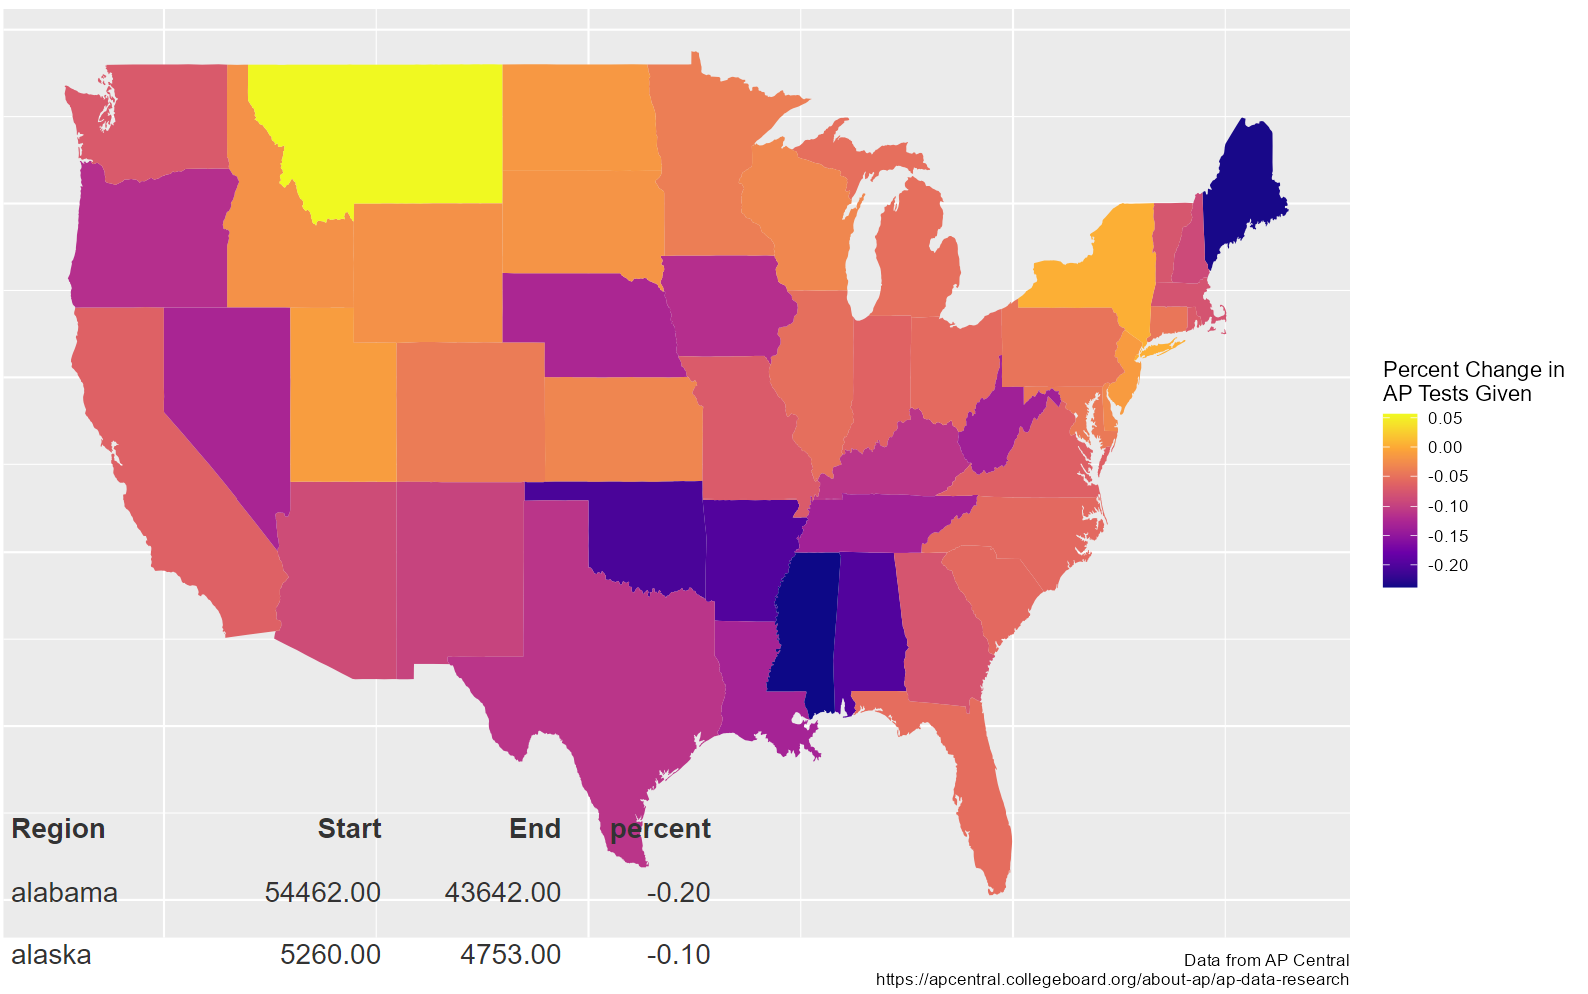 Percent Change in
AP Tests Given
0.05
0.00
-0.05
-0.10
-0.15
-0.20
Region Start End percent
alabama 54462.00 43642.00 -0.20
alaska 5260.00 4753.00 -0.10
Data from AP Central
https://apcentral.collegeboard.org/about-ap/ap-data-research